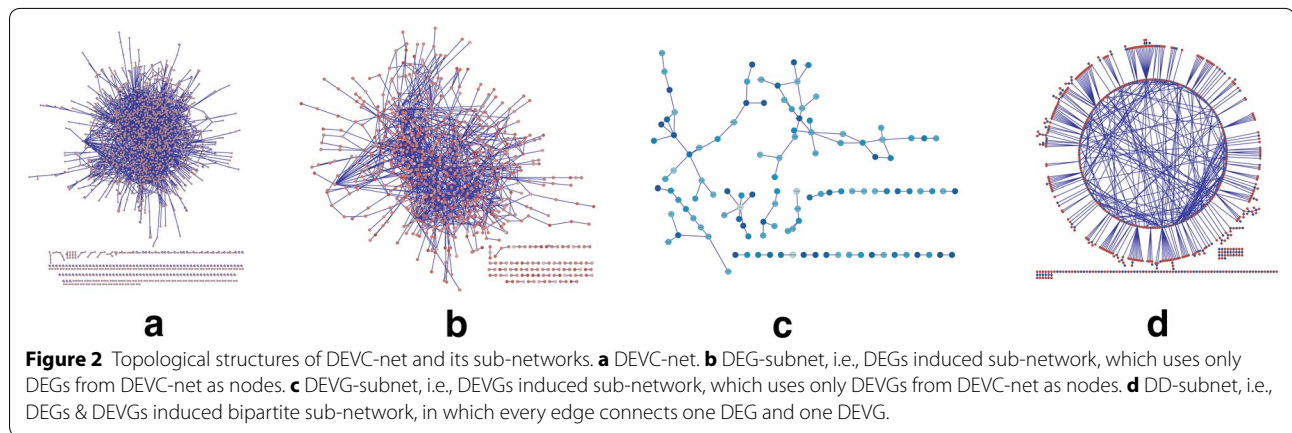 a b c d
Figure 2 Topological structures of DEVC-net and its sub-networks. a DEVC-net. b DEG-subnet, i.e., DEGs induced sub-network, which uses only
DEGs from DEVC-net as nodes. c DEVG-subnet, i.e., DEVGs induced sub-network, which uses only DEVGs from DEVC-net as nodes. d DD-subnet, i.e.,
DEGs & DEVGs induced bipartite sub-network, in which every edge connects one DEG and one DEVG.